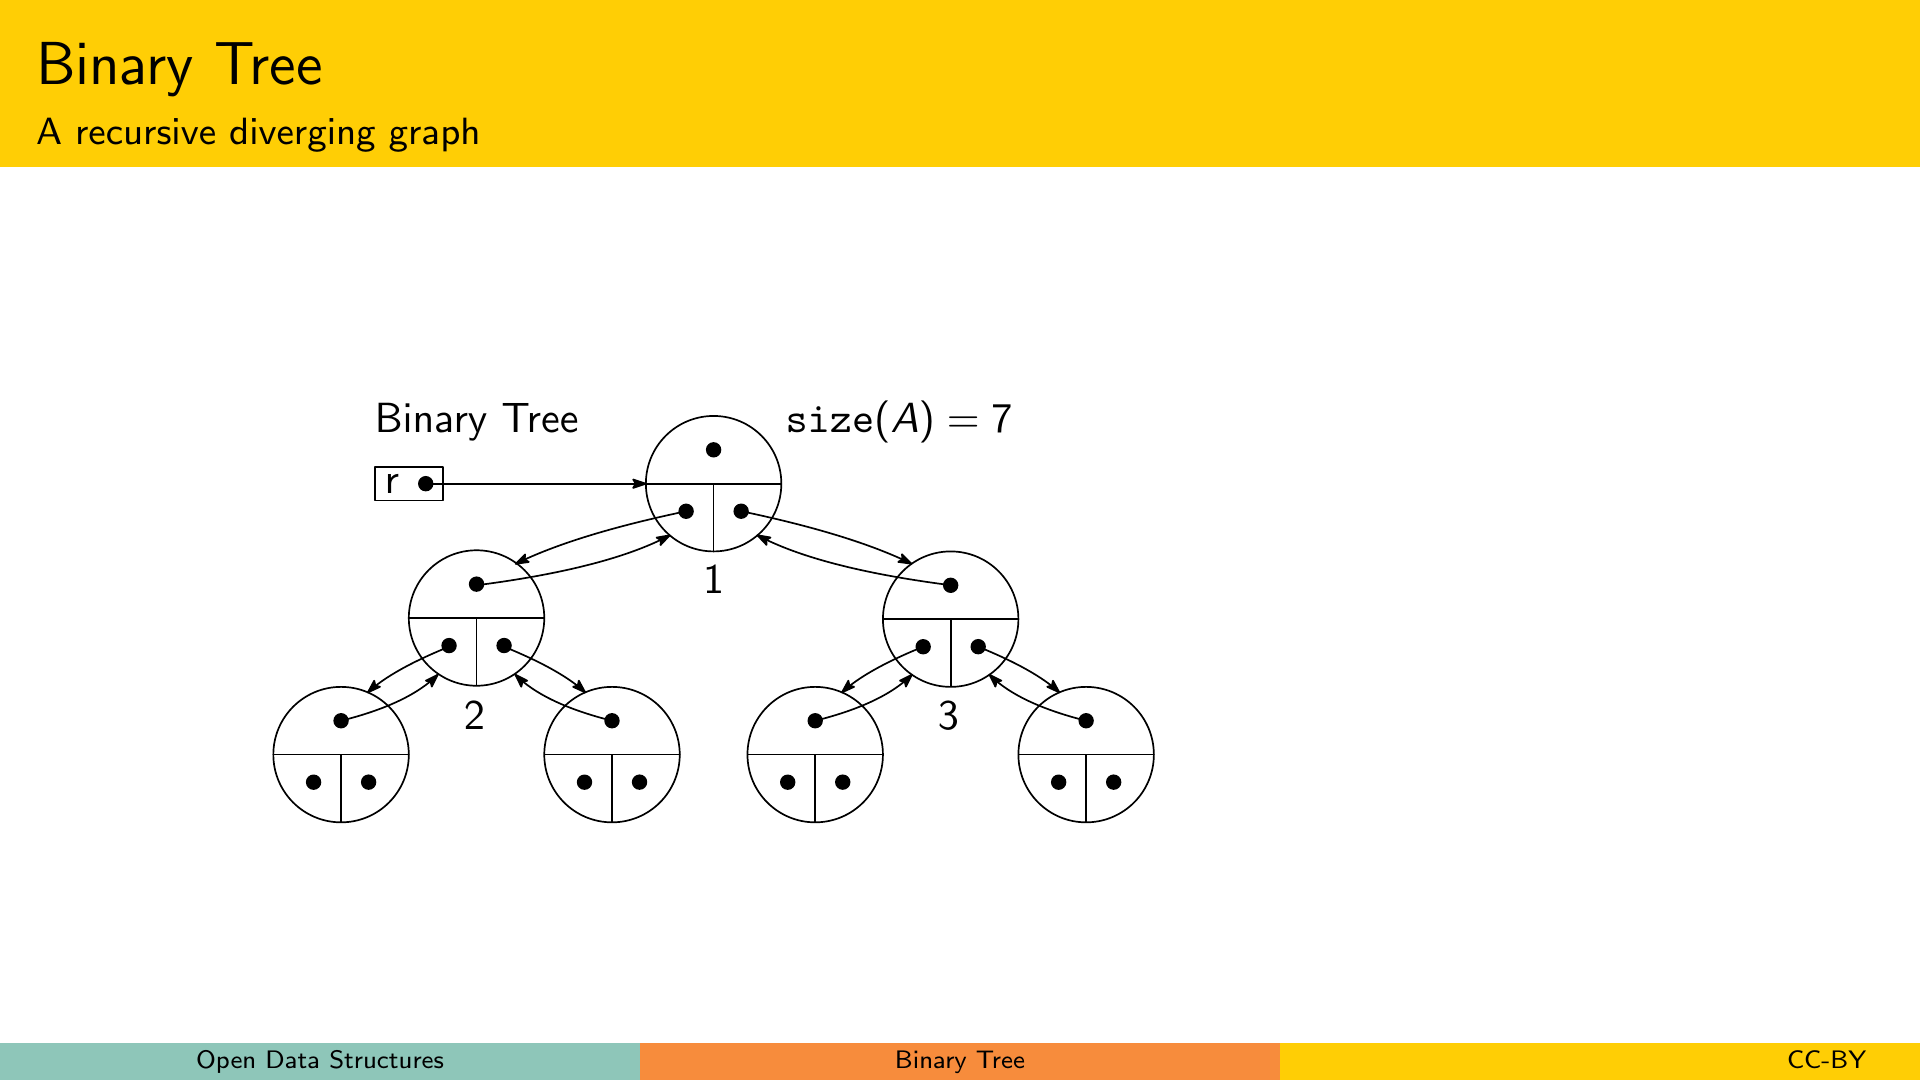 Binary Tree
A recursive diverging graph
Binary Tree
size(A) = 7
r
1
2
3
Open Data Structures
Binary Tree
CC-BY